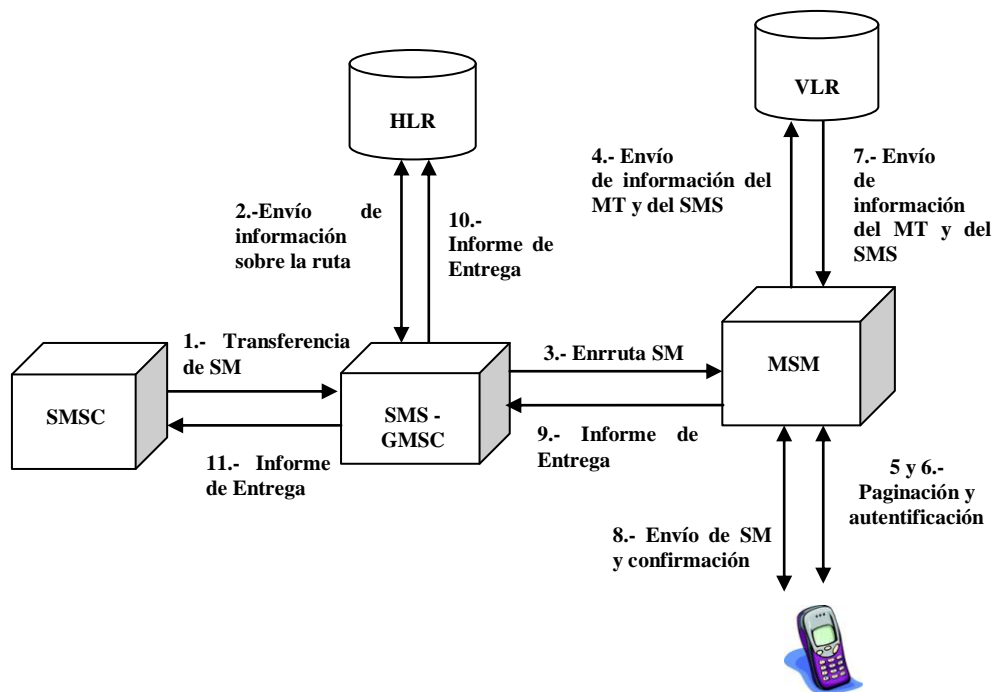 HLR
VLR
2.-Envío de
información
sobre la ruta
10.-
Informe de
Entrega
4.- Envío
de información del
MT y del SMS
7.- Envío
de
información
del MT y del
SMS
1.- Transferencia
de SM
3.- Enrruta SM
SMSC
SMS -
GMSC
MSM
11.- Informe
de Entrega
9.- Informe de
Entrega
5 y 6.-
Paginación y
autentificación
8.- Envío de SM
y confirmación